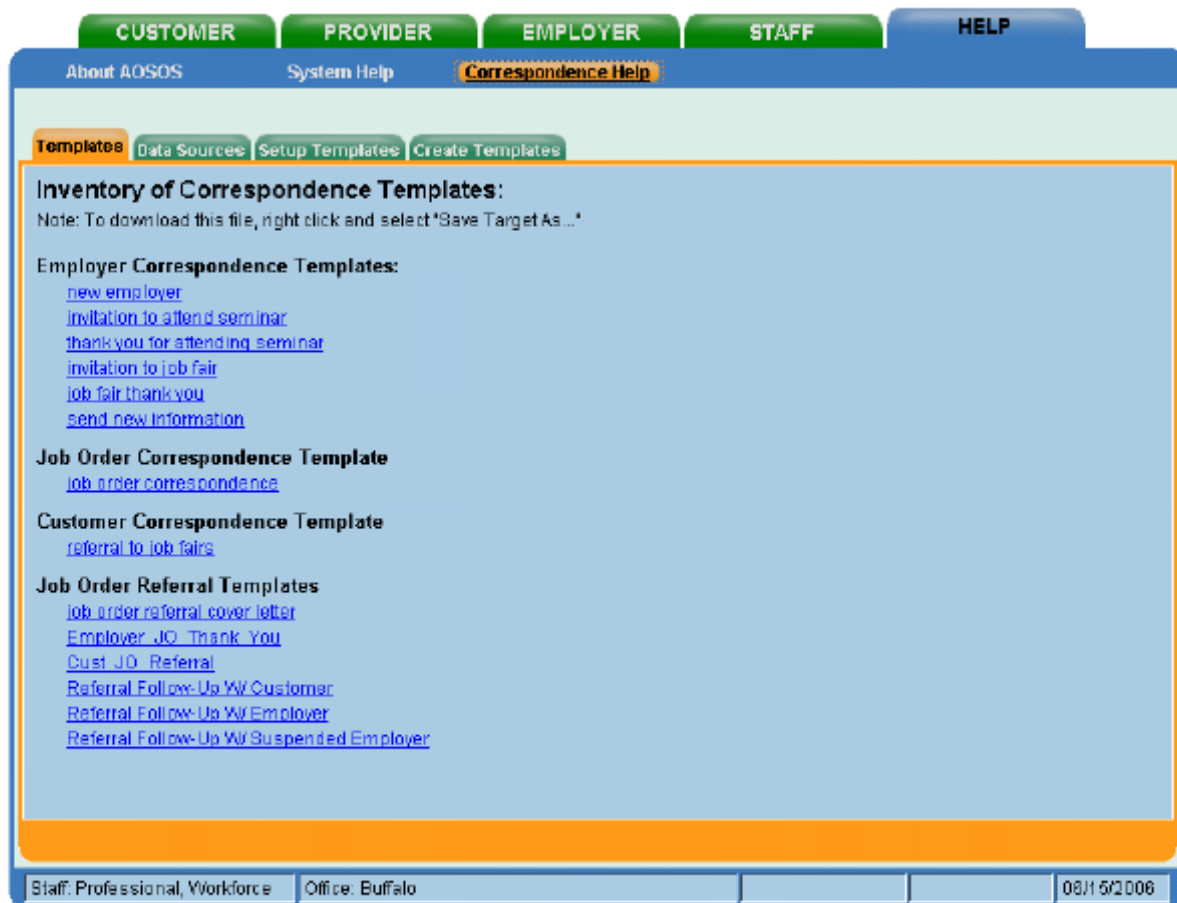 CUSTOMER PROVIDER EMPLOYER STAFF HELP
About AOSOS System Help Correspondence Help
Templates Data Sources Setup Templates Create Templates
Inventory of Correspondence Templates:
Note: To download this file, right click and select "Save Target As..."
Employer Correspondence Templates:
new employer
invitation to attend seminar
thank you for attending seminar
invitation to job fair
job fair thank you
send new information
Job Order Correspondence Template
job order correspondence
Customer Correspondence Template
referral to job fairs
Job Order Referral Templates
job order referral cover letter
Employer_JO_Thank_You
Cust_JO_Referral
Referral Follow-Up W/ Customer
Referral Follow-Up W/ Employer
Referral Follow-Up W/ Suspended Employer
Staff: Professional, Workforce Office: Buffalo 06/15/2006